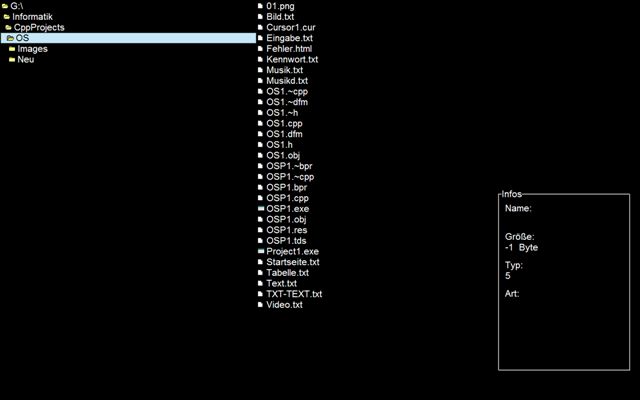 G:\
Informatik
CppProjects
OS
Images
Neu
01.png
Bild.txt
Cursor1.cur
Eingabe.txt
Fehler.html
Kennwort.txt
Musik.txt
Musikd.txt
OS1.~cpp
OS1.~dfm
OS1.~h
OS1.cpp
OS1.dfm
OS1.h
OS1.obj
OSP1.~bpr
OSP1.~cpp
OSP1.bpr
OSP1.cpp
OSP1.exe
OSP1.obj
OSP1.res
OSP1.tds
Project1.exe
Startseite.txt
Tabelle.txt
Text.txt
TXT-TEXT.txt
Video.txt
Infos
Name:
Größe:
-1 Byte
Typ:
5
Art: